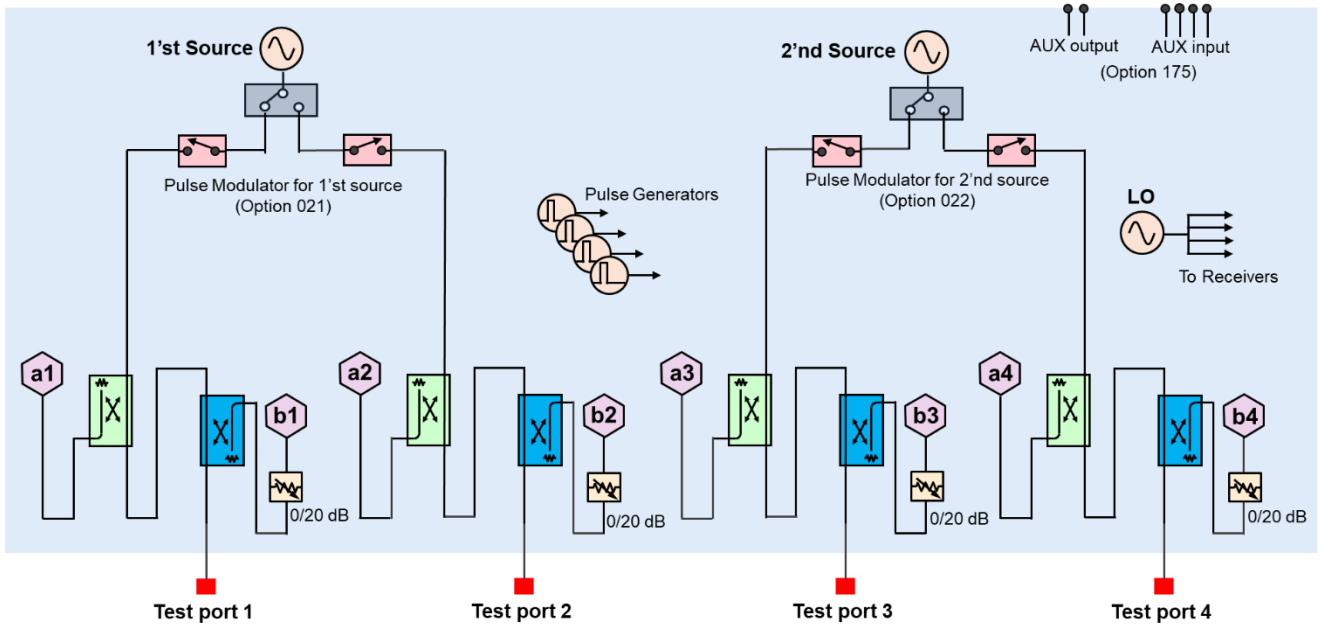 1'st Source
2'nd Source
AUX output
AUX input
(Option 175)
Pulse Modulator for 1'st source
(Option 021)
Pulse Generators
Pulse Modulator for 2'nd source
(Option 022)
LO
To Receivers
a1
b1
a2
b2
a3
b3
a4
b4
0/20 dB
0/20 dB
0/20 dB
0/20 dB
Test port 1
Test port 2
Test port 3
Test port 4